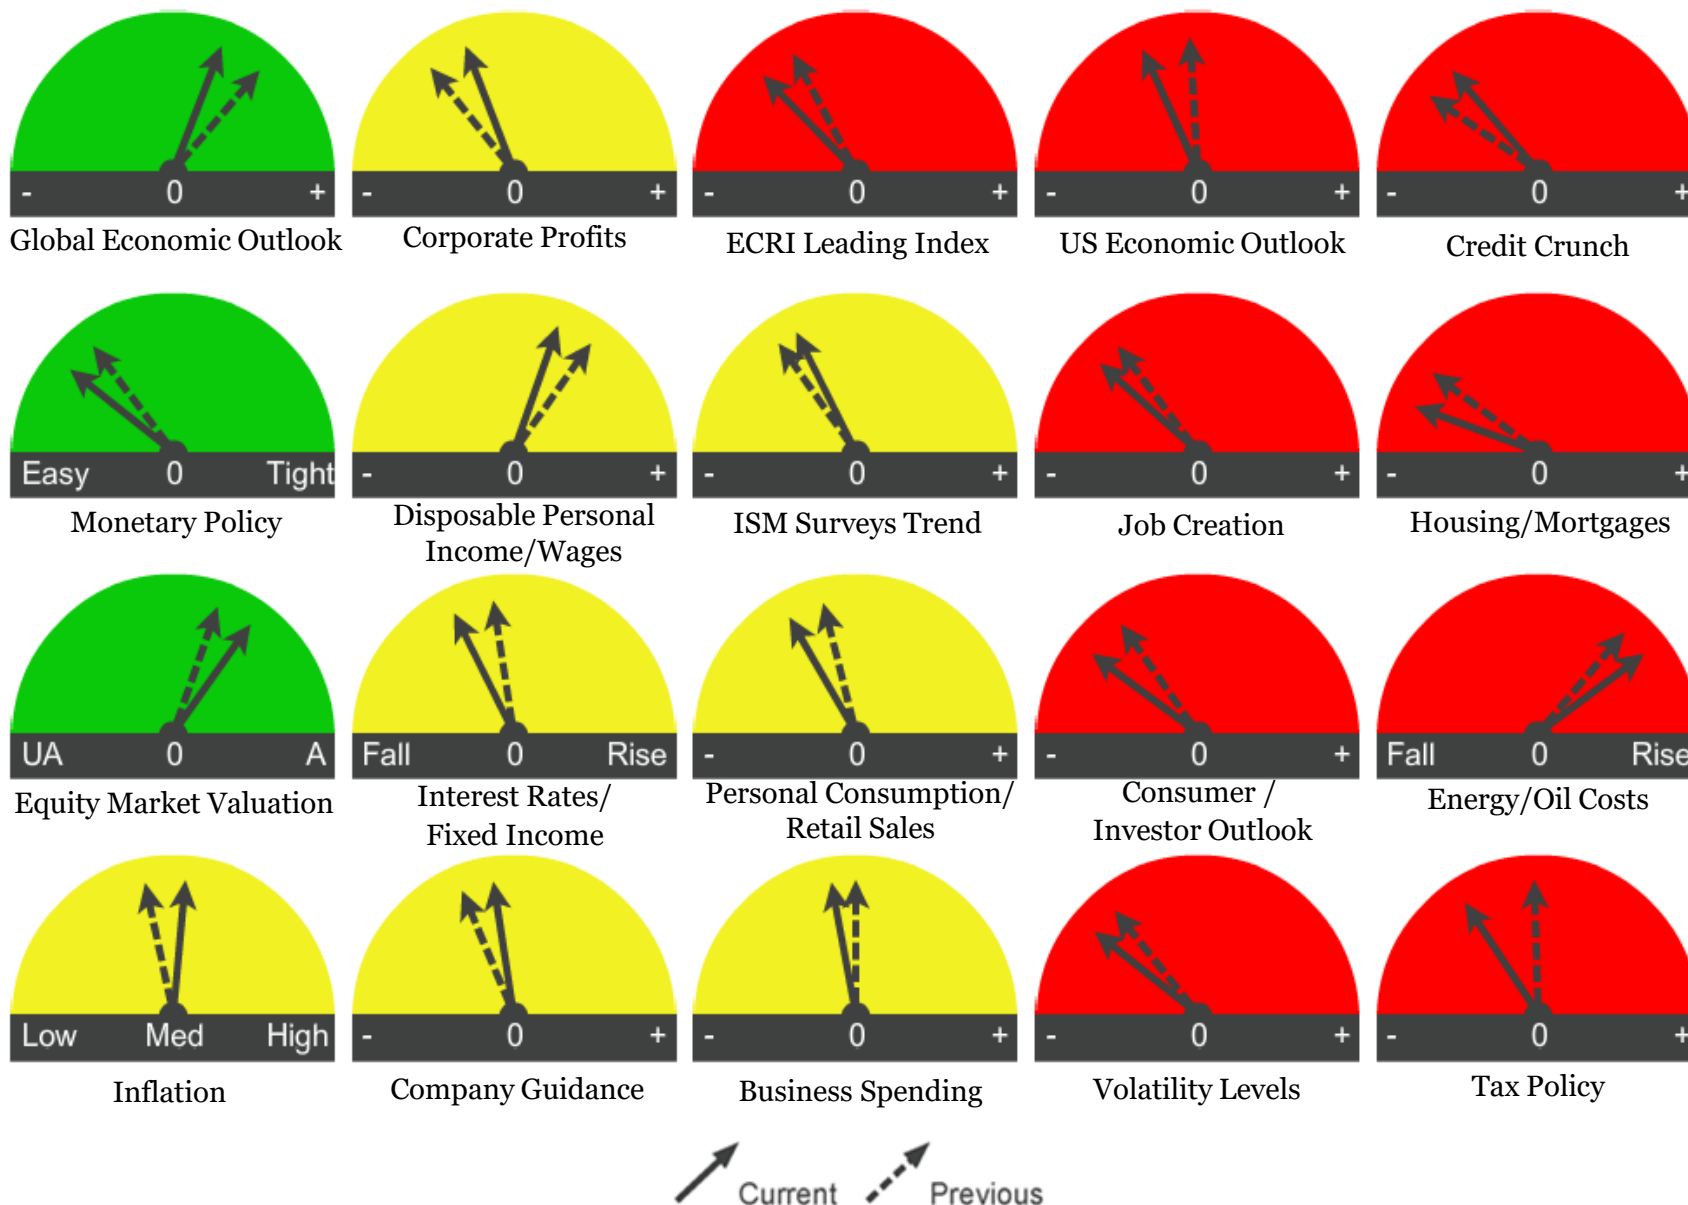 - 0 +
- 0 +
- 0 +
- 0 +
- 0 +
Global Economic Outlook
Corporate Profits
ECRI Leading Index
US Economic Outlook
Credit Crunch
Easy 0 Tight
- 0 +
- 0 +
- 0 +
- 0 +
Monetary Policy
Disposable Personal
Income/Wages
ISM Surveys Trend
Job Creation
Housing/Mortgages
UA 0 A
Fall 0 Rise
- 0 +
- 0 +
Fall 0 Rise
Equity Market Valuation
Interest Rates/
Fixed Income
Personal Consumption/
Retail Sales
Consumer /
Investor Outlook
Energy/Oil Costs
Low Med High
- 0 +
- 0 +
- 0 +
- 0 +
Inflation
Company Guidance
Business Spending
Volatility Levels
Tax Policy
Current
Previous